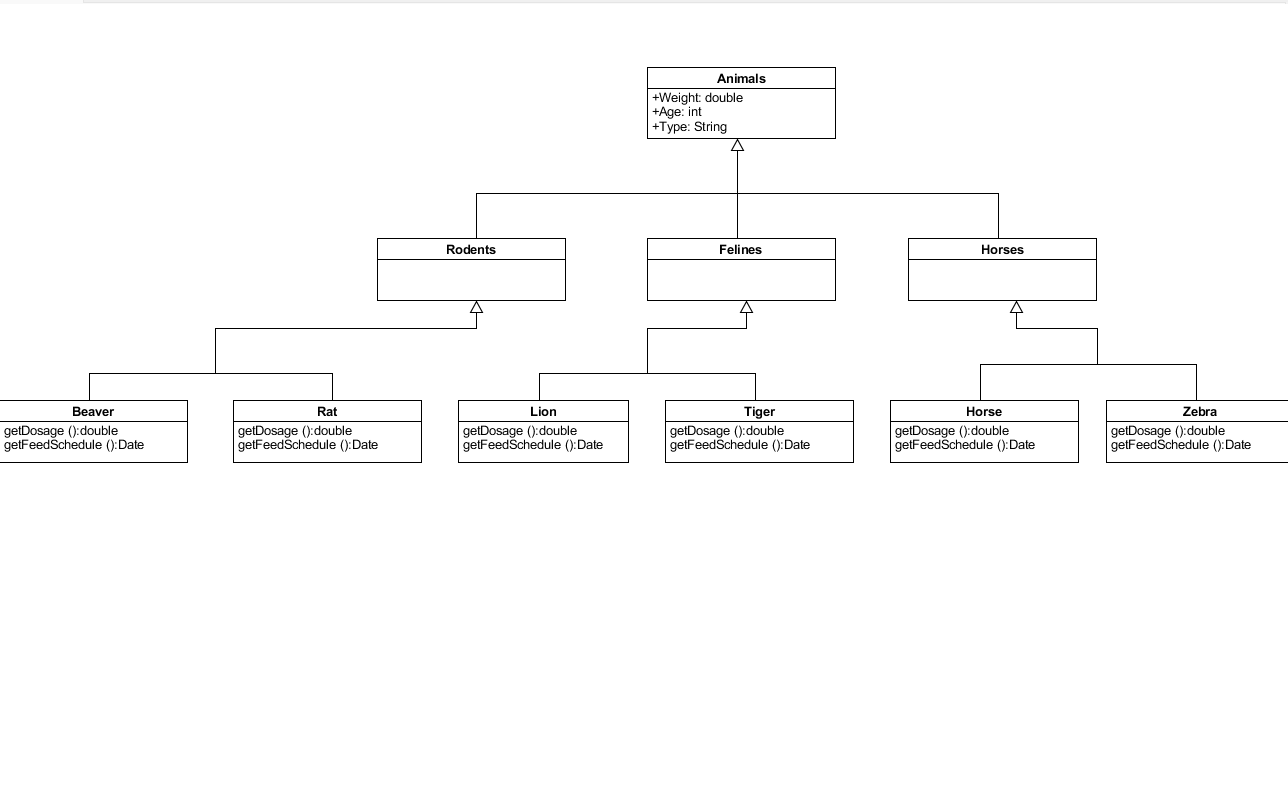 Animals
+Weight: double
+Age: int
+Type: String
Rodents
Felines
Horses
Beaver
getDosage ():double
getFeedSchedule ():Date
Rat
getDosage ():double
getFeedSchedule ():Date
Lion
getDosage ():double
getFeedSchedule ():Date
Tiger
getDosage ():double
getFeedSchedule ():Date
Horse
getDosage ():double
getFeedSchedule ():Date
Zebra
getDosage ():double
getFeedSchedule ():Date